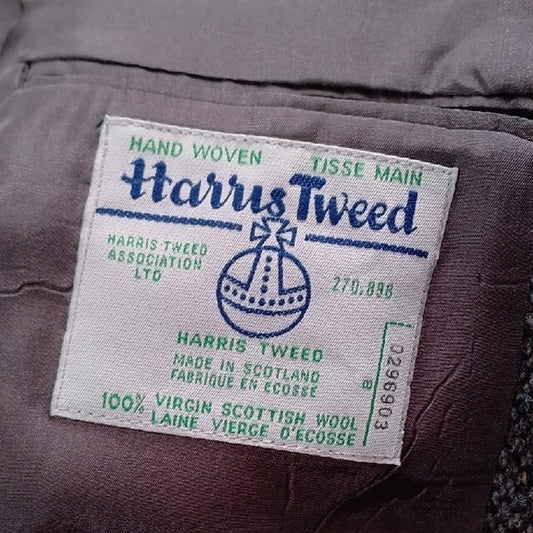 HAND WOVEN TISSE MAIN
Harris Tweed
HARRIS TWEED
ASSOCIATION
LTD
270,898
HARRIS TWEED
MADE IN SCOTLAND
FABRIQUE EN ECOSSE
100% VIRGIN SCOTTISH WOOL
LAINE VIERGE D'ECOSSE
8
0296903